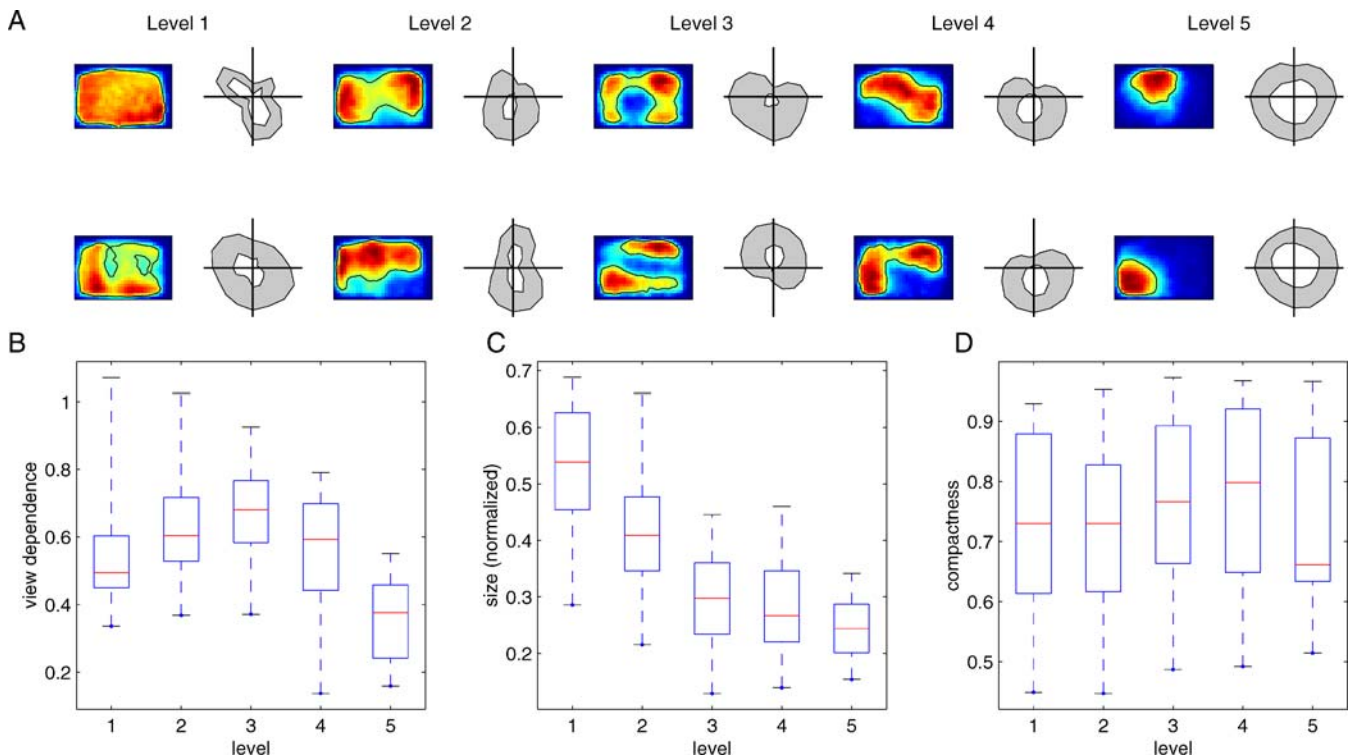 A
Level 1 Level 2 Level 3 Level 4 Level 5
B
C
D
1
0.8
0.6
0.4
0.2
view dependence
1 2 3 4 5
level
0.7
0.6
0.5
0.4
0.3
0.2
size (normalized)
1 2 3 4 5
level
0.9
0.8
0.7
0.6
0.5
compactness
1 2 3 4 5
level